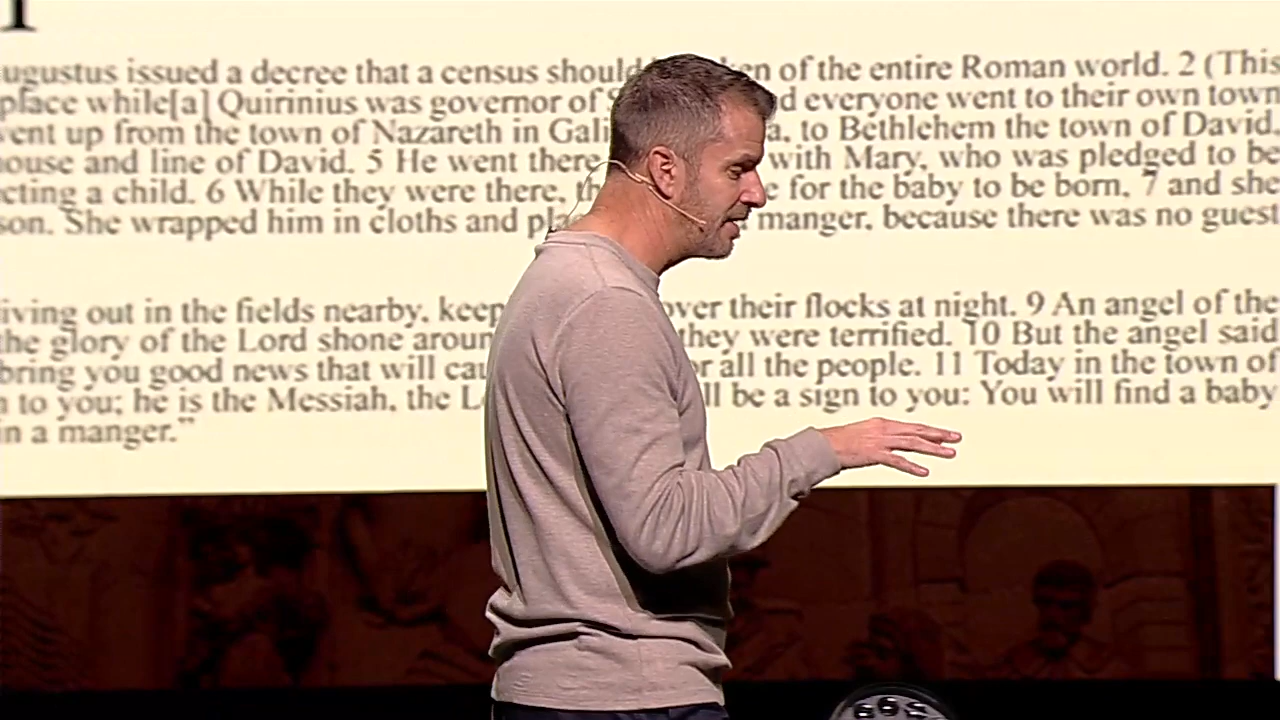 ugustus issued a decree that a census should ken of the entire Roman world. 2 (This
place while[a] Quirinius was governor of S d everyone went to their own town
ent up from the town of Nazareth in Gali a, to Bethlehem the town of David.
ouse and line of David. 5 He went there with Mary, who was pledged to be
cting a child. 6 While they were there, th e for the baby to be born, 7 and she
son. She wrapped him in cloths and pla manger, because there was no guest
iving out in the fields nearby, keep over their flocks at night. 9 An angel of the
the glory of the Lord shone aroun they were terrified. 10 But the angel said
bring you good news that will cau or all the people. 11 Today in the town of
n to you; he is the Messiah, the L ll be a sign to you: You will find a baby
in a manger."